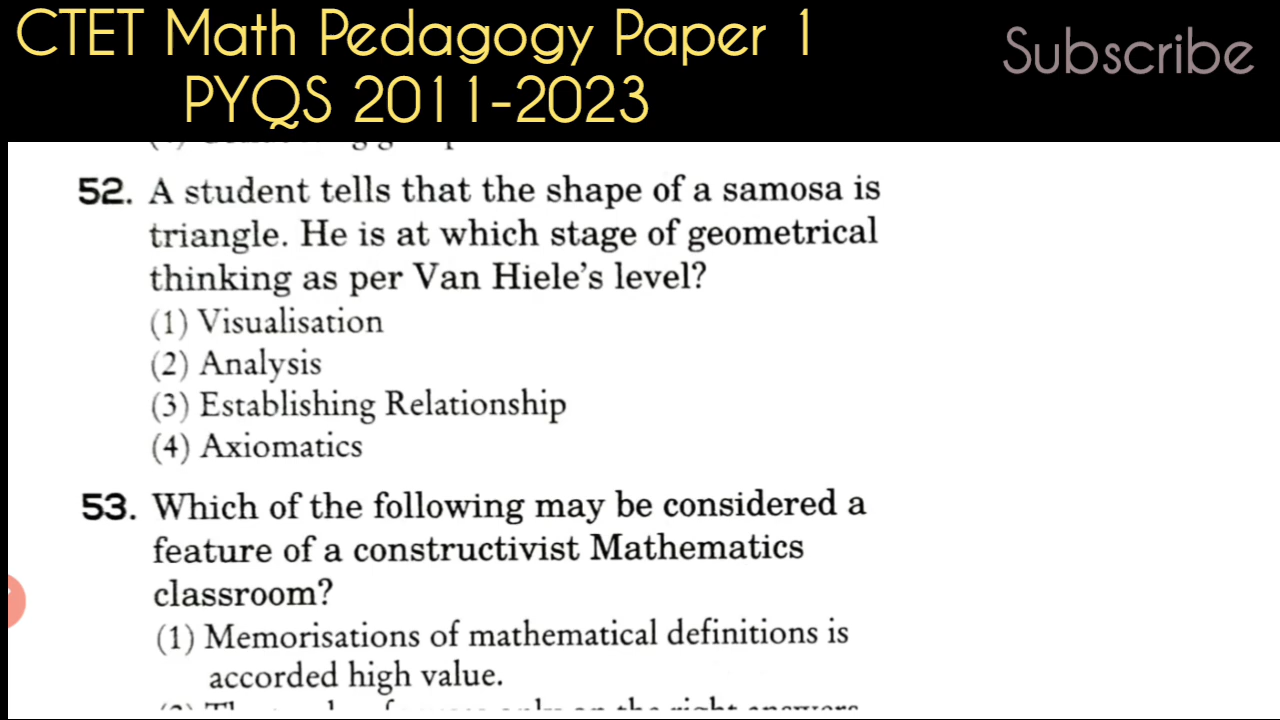 CTET Math Pedagogy Paper 1
PYQS 2011-2023
Subscribe
52. A student tells that the shape of a samosa is
triangle. He is at which stage of geometrical
thinking as per Van Hiele's level?
(1) Visualisation
(2) Analysis
(3) Establishing Relationship
(4) Axiomatics
53. Which of the following may be considered a
feature of a constructivist Mathematics
classroom?
(1) Memorisations of mathematical definitions is
accorded high value.